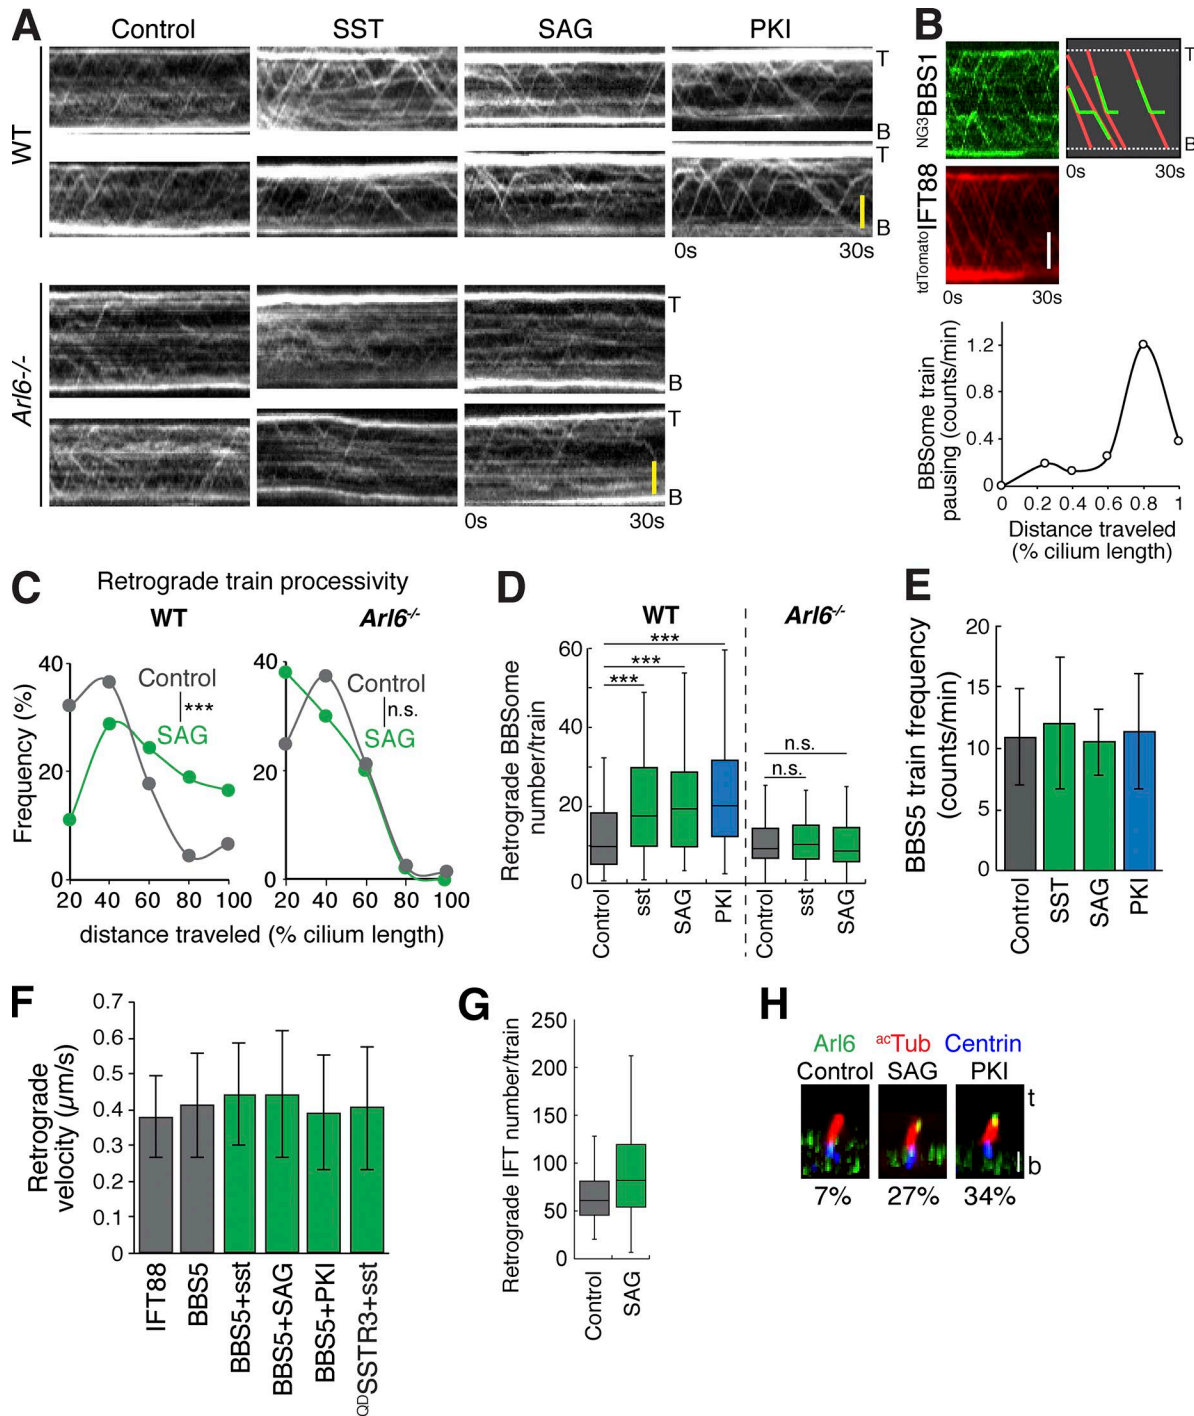 A
Control SST SAG PKI
WT
T
B
T
B
0s 30s
Arl6-/-
T
B
T
B
0s 30s
B
NG3BBS1
T
B
0s 30s
tdTomatoIFT88
0s 30s
BBSome train
pausing (counts/min)
1.2
0.8
0.4
0
0 0.2 0.4 0.6 0.8 1
Distance traveled
(% cilium length)
C
Retrograde train processivity
WT Arl6-/-
Frequency (%)
40
20
0
Control
***
SAG
20 40 60 80 100
40
20
0
Control
n.s.
SAG
20 40 60 80 100
distance traveled (% cilium length)
D
WT Arl6-/-
Retrograde BBSome
number/train
60
40
20
0
***
***
***
n.s.
n.s.
Control sst SAG PKI Control sst SAG
E
BBS5 train frequency
(counts/min)
20
15
10
5
0
Control SST SAG PKI
F
Retrograde
velocity (µm/s)
0.7
0.6
0.5
0.4
0.3
0.2
0.1
0
IFT88 BBS5 BBS5+sst BBS5+SAG BBS5+PKI QDSSTR3+sst
G
Retrograde IFT number/train
250
200
150
100
50
0
Control SAG
H
Arl6 acTub Centrin
Control SAG PKI
t
b
7% 27% 34%